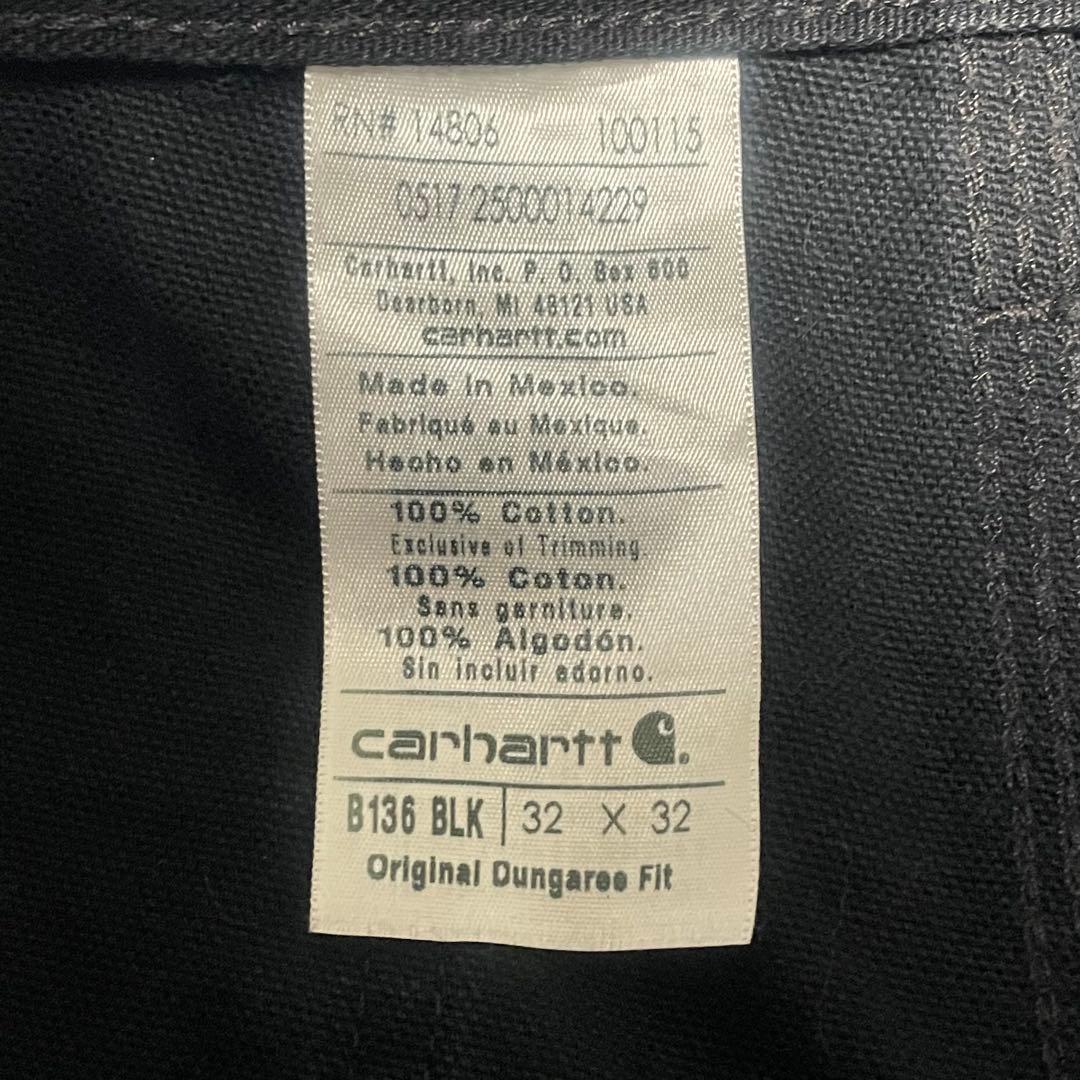 RN# 14806 100115
0517 2500014229
Carhartt, Inc. P. O. Box 600
Dearborn, MI 48121 USA
carhartt.com
Made in Mexico.
Fabriqué au Mexique.
Hecho en México.
100% Cotton.
Exclusive of Trimming.
100% Coton.
Sans garniture.
100% Algodón.
Sin incluir adorno.
carhartt
B136 BLK 32 X 32
Original Dungaree Fit